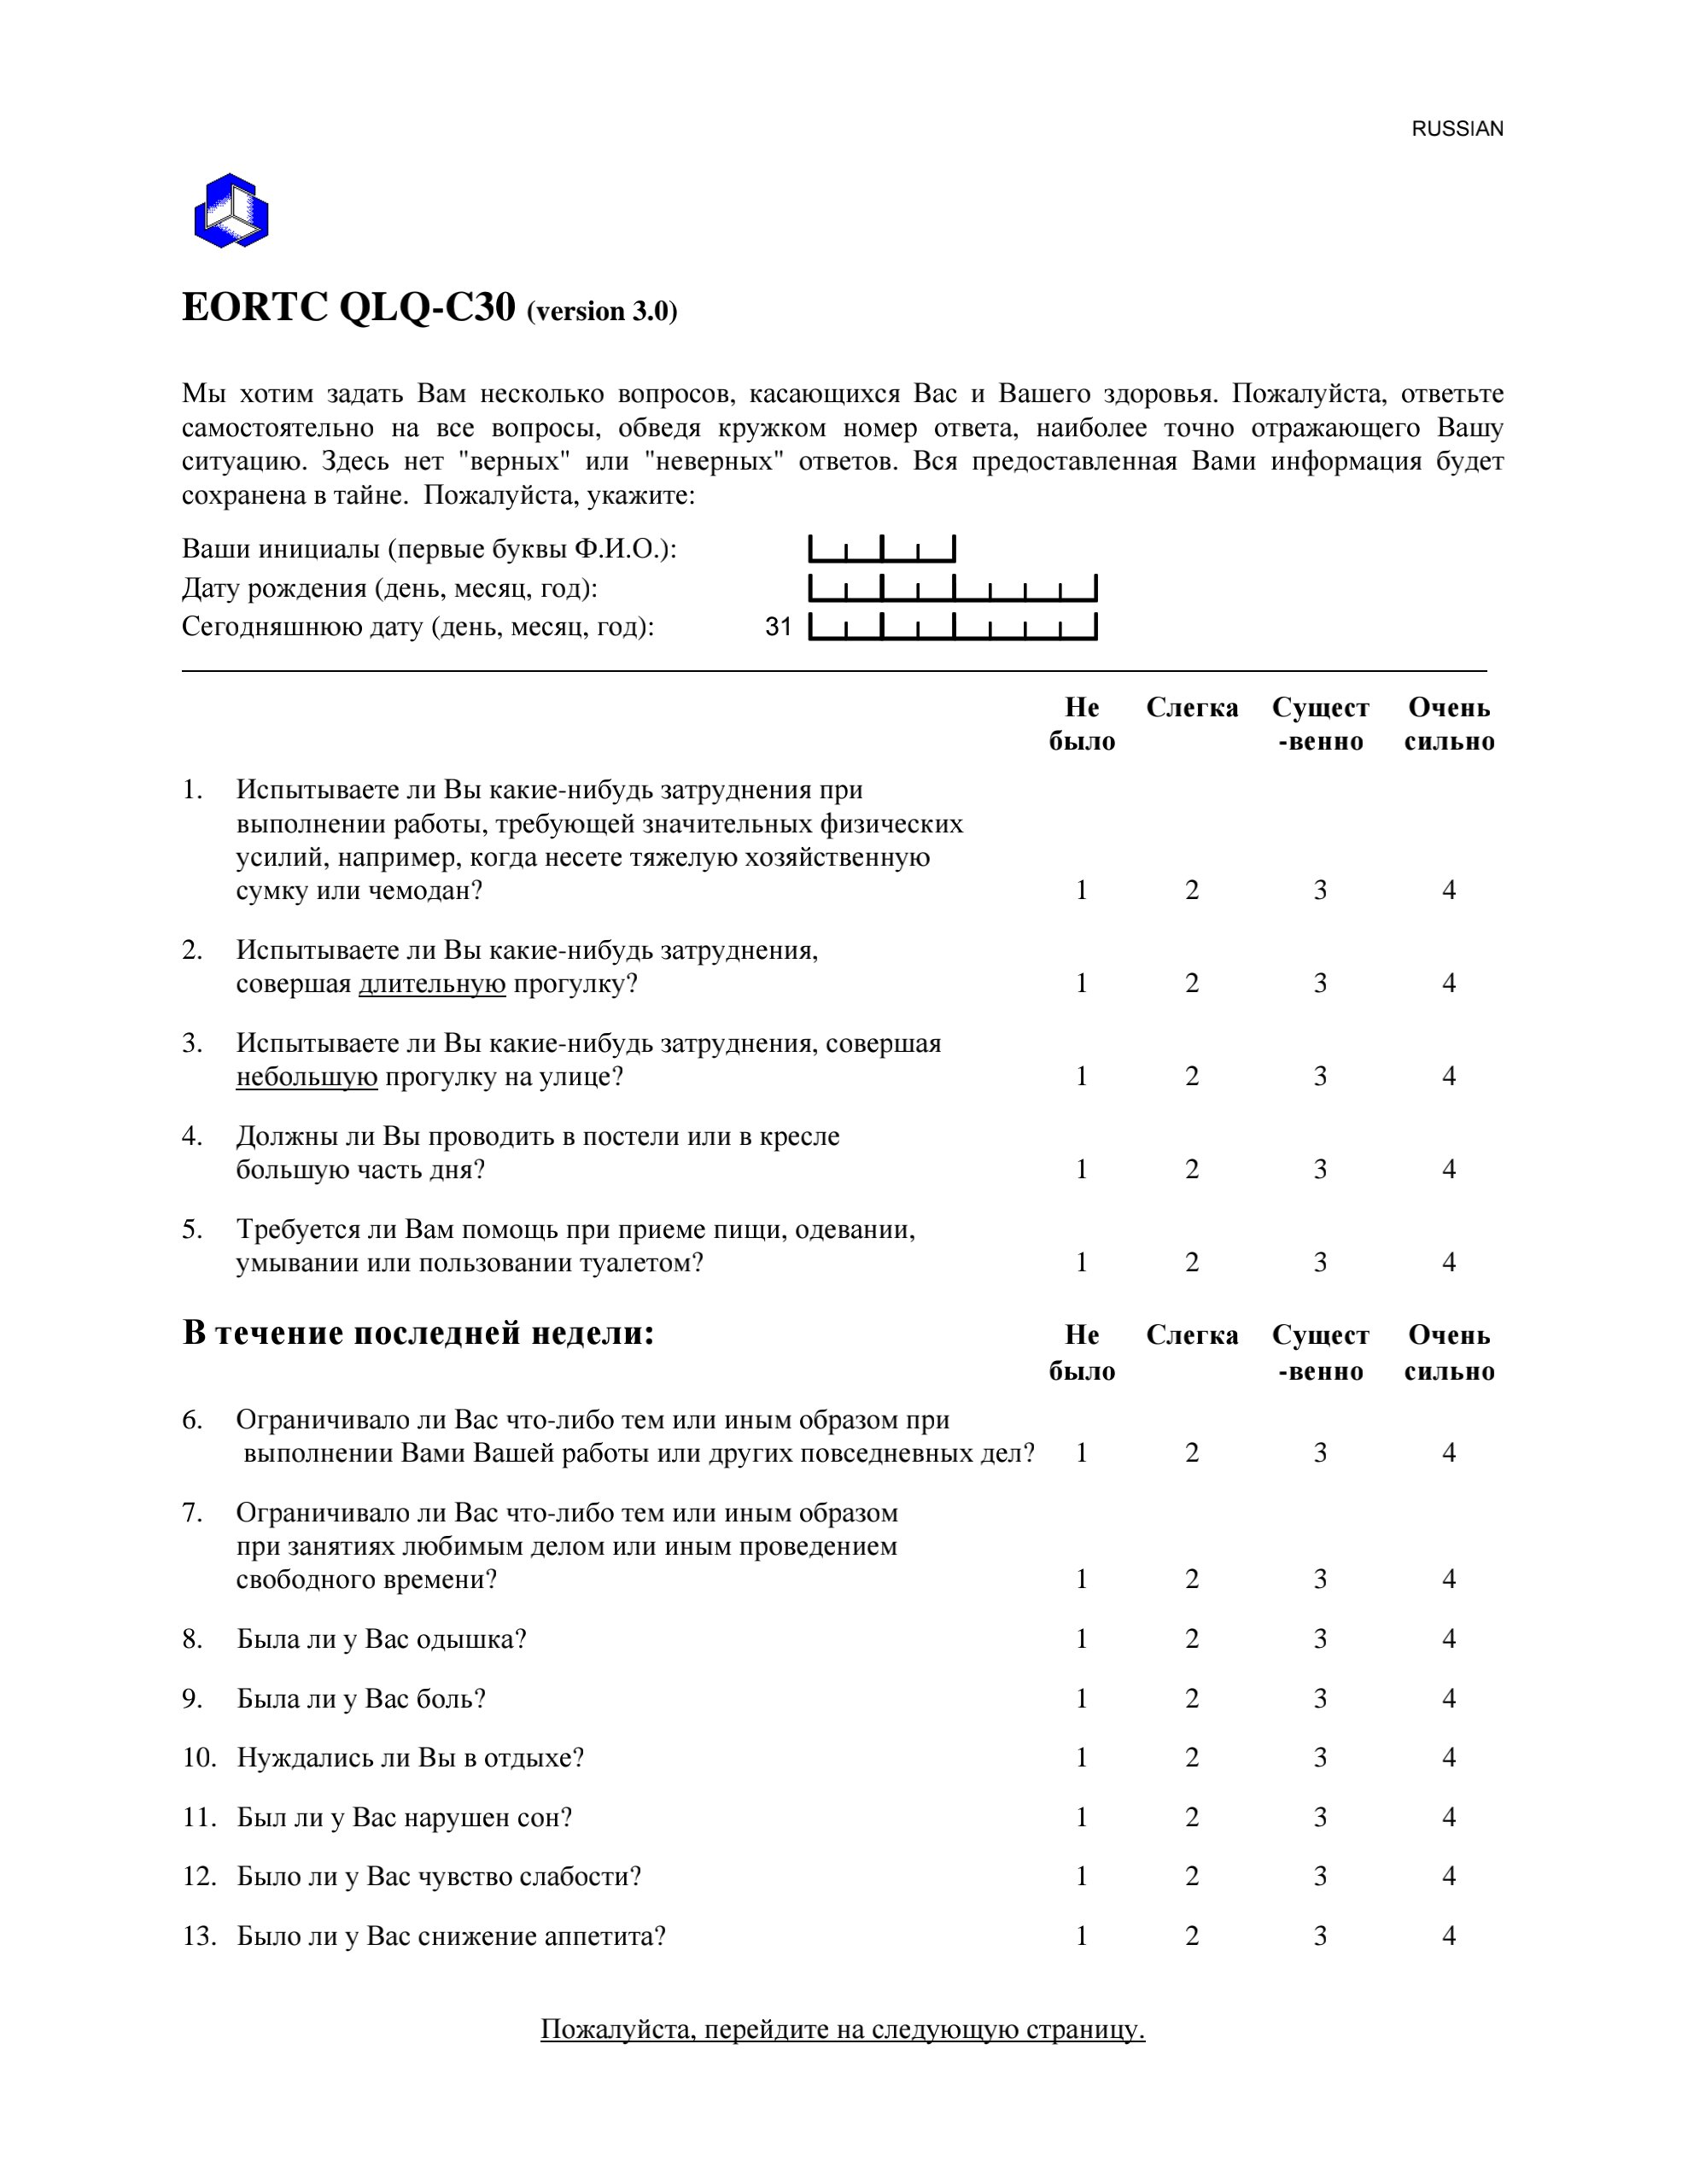 RUSSIAN
EORTC QLQ-C30 (version 3.0)
Мы хотим задать Вам несколько вопросов, касающихся Вас и Вашего здоровья. Пожалуйста, ответьте
самостоятельно на все вопросы, обведя кружком номер ответа, наиболее точно отражающего Вашу
ситуацию. Здесь нет "верных" или "неверных" ответов. Вся предоставленная Вами информация будет
сохранена в тайне. Пожалуйста, укажите:
Ваши инициалы (первые буквы Ф.И.О.):
Дату рождения (день, месяц, год):
Сегодняшнюю дату (день, месяц, год): 31
Не Слегка Сущест Очень
было -венно сильно
1. Испытываете ли Вы какие-нибудь затруднения при
выполнении работы, требующей значительных физических
усилий, например, когда несете тяжелую хозяйственную
сумку или чемодан? 1 2 3 4
2. Испытываете ли Вы какие-нибудь затруднения,
совершая длительную прогулку? 1 2 3 4
3. Испытываете ли Вы какие-нибудь затруднения, совершая
небольшую прогулку на улице? 1 2 3 4
4. Должны ли Вы проводить в постели или в кресле
большую часть дня? 1 2 3 4
5. Требуется ли Вам помощь при приеме пищи, одевании,
умывании или пользовании туалетом? 1 2 3 4
В течение последней недели: Не Слегка Сущест Очень
было -венно сильно
6. Ограничивало ли Вас что-либо тем или иным образом при
выполнении Вами Вашей работы или других повседневных дел? 1 2 3 4
7. Ограничивало ли Вас что-либо тем или иным образом
при занятиях любимым делом или иным проведением
свободного времени? 1 2 3 4
8. Была ли у Вас одышка? 1 2 3 4
9. Была ли у Вас боль? 1 2 3 4
10. Нуждались ли Вы в отдыхе? 1 2 3 4
11. Был ли у Вас нарушен сон? 1 2 3 4
12. Было ли у Вас чувство слабости? 1 2 3 4
13. Было ли у Вас снижение аппетита? 1 2 3 4
Пожалуйста, перейдите на следующую страницу.